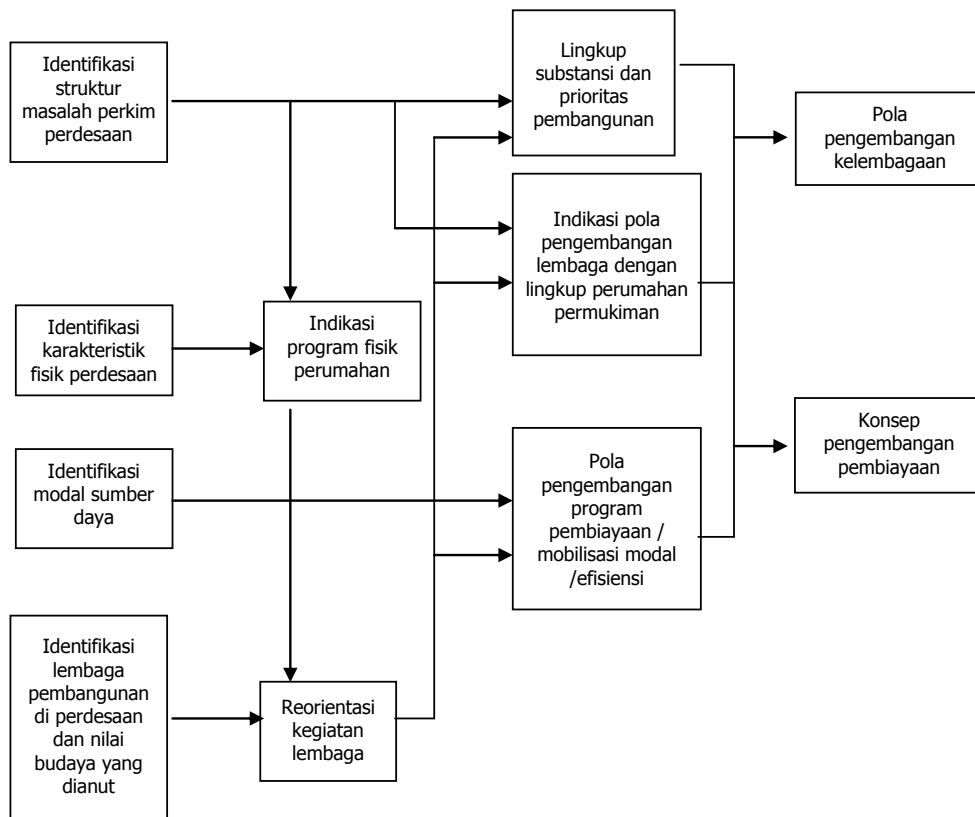 Identifikasi
struktur
masalah perkim
perdesaan
Lingkup
substansi dan
prioritas
pembangunan
Pola
pengembangan
kelembagaan
Indikasi pola
pengembangan
lembaga dengan
lingkup perumahan
permukiman
Identifikasi
karakteristik
fisik perdesaan
Indikasi
program fisik
perumahan
Konsep
pengembangan
pembiayaan
Identifikasi
modal sumber
daya
Pola
pengembangan
program
pembiayaan /
mobilisasi modal
/efisiensi
Identifikasi
lembaga
pembangunan
di perdesaan
dan nilai
budaya yang
dianut
Reorientasi
kegiatan
lembaga